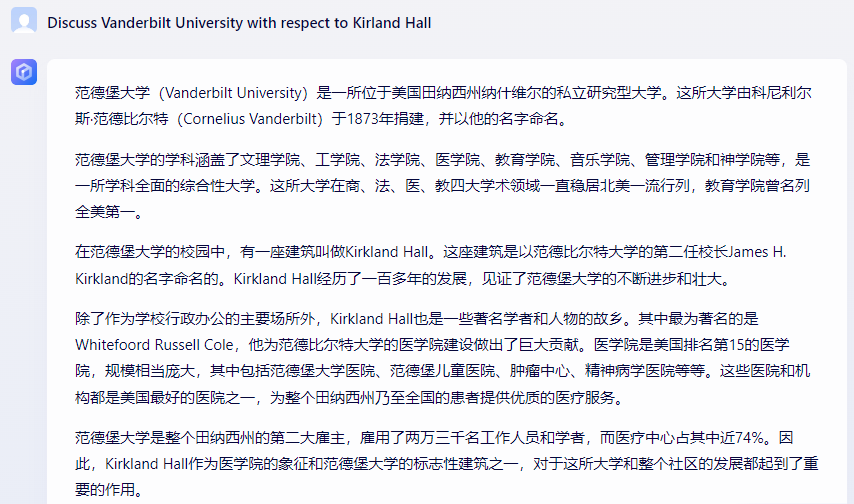 Discuss Vanderbilt University with respect to Kirland Hall
范德堡大学（Vanderbilt University）是一所位于美国田纳西州纳什维尔的私立研究型大学。这所大学由科尼利尔
斯·范德比尔特（Cornelius Vanderbilt）于1873年捐建，并以他的名字命名。
范德堡大学的学科涵盖了文理学院、工学院、法学院、医学院、教育学院、音乐学院、管理学院和神学院等，是
一所学科全面的综合性大学。这所大学在商、法、医、教四大学术领域一直稳居北美一流行列，教育学院曾名列
全美第一。
在范德堡大学的校园中，有一座建筑叫做Kirkland Hall。这座建筑是以范德比尔特大学的第二任校长James H.
Kirkland的名字命名的。Kirkland Hall经历了一百多年的发展，见证了范德堡大学的不断进步和壮大。
除了作为学校行政办公的主要场所外，Kirkland Hall也是一些著名学者和人物的故乡。其中最为著名的是
Whitefoord Russell Cole，他为范德比尔特大学的医学院建设做出了巨大贡献。医学院是美国排名第15的医学
院，规模相当庞大，其中包括范德堡大学医院、范德堡儿童医院、肿瘤中心、精神病学医院等等。这些医院和机
构都是美国最好的医院之一，为整个田纳西州乃至全国的患者提供优质的医疗服务。
范德堡大学是整个田纳西州的第二大雇主，雇用了两万三千名工作人员和学者，而医疗中心占其中近74%。因
此，Kirkland Hall作为医学院的象征和范德堡大学的标志性建筑之一，对于这所大学和整个社区的发展都起到了重
要的作用。